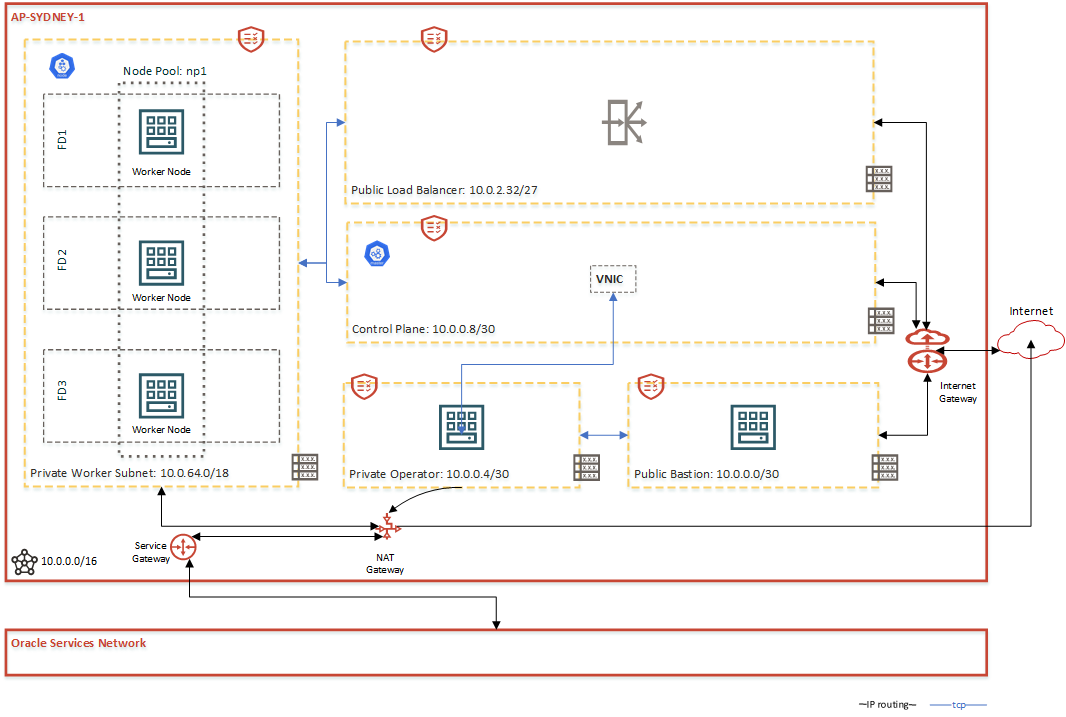 AP-SYDNEY-1
Node Pool: np1
FD1
Worker Node
FD2
Worker Node
FD3
Worker Node
Private Worker Subnet: 10.0.64.0/18
Public Load Balancer: 10.0.2.32/27
VNIC
Control Plane: 10.0.0.8/30
Private Operator: 10.0.0.4/30
Public Bastion: 10.0.0.0/30
Internet
Internet
Gateway
Service
Gateway
NAT
Gateway
10.0.0.0/16
Oracle Services Network
IP routing
tcp